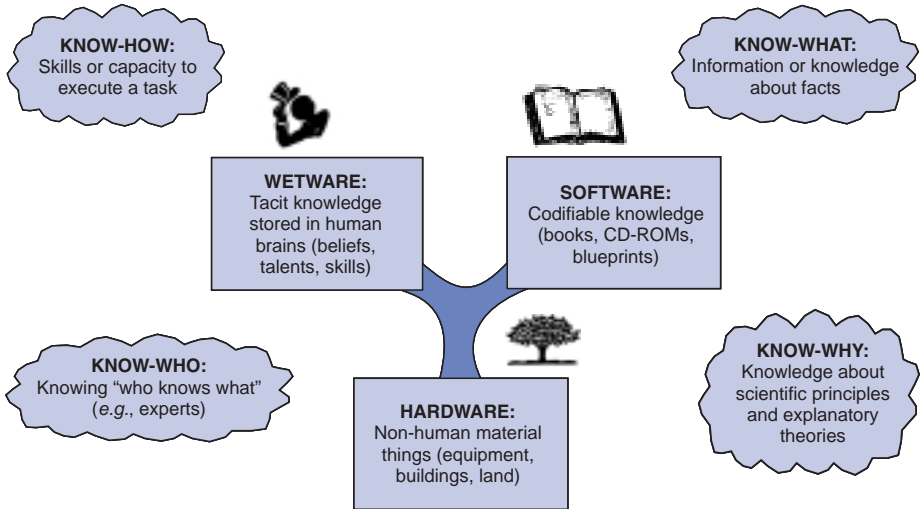 KNOW-HOW:
Skills or capacity to
execute a task
KNOW-WHAT:
Information or knowledge
about facts
WETWARE:
Tacit knowledge
stored in human
brains (beliefs,
talents, skills)
SOFTWARE:
Codifiable knowledge
(books, CD-ROMs,
blueprints)
KNOW-WHO:
Knowing “who knows what”
(e.g., experts)
HARDWARE:
Non-human material
things (equipment,
buildings, land)
KNOW-WHY:
Knowledge about
scientific principles
and explanatory
theories